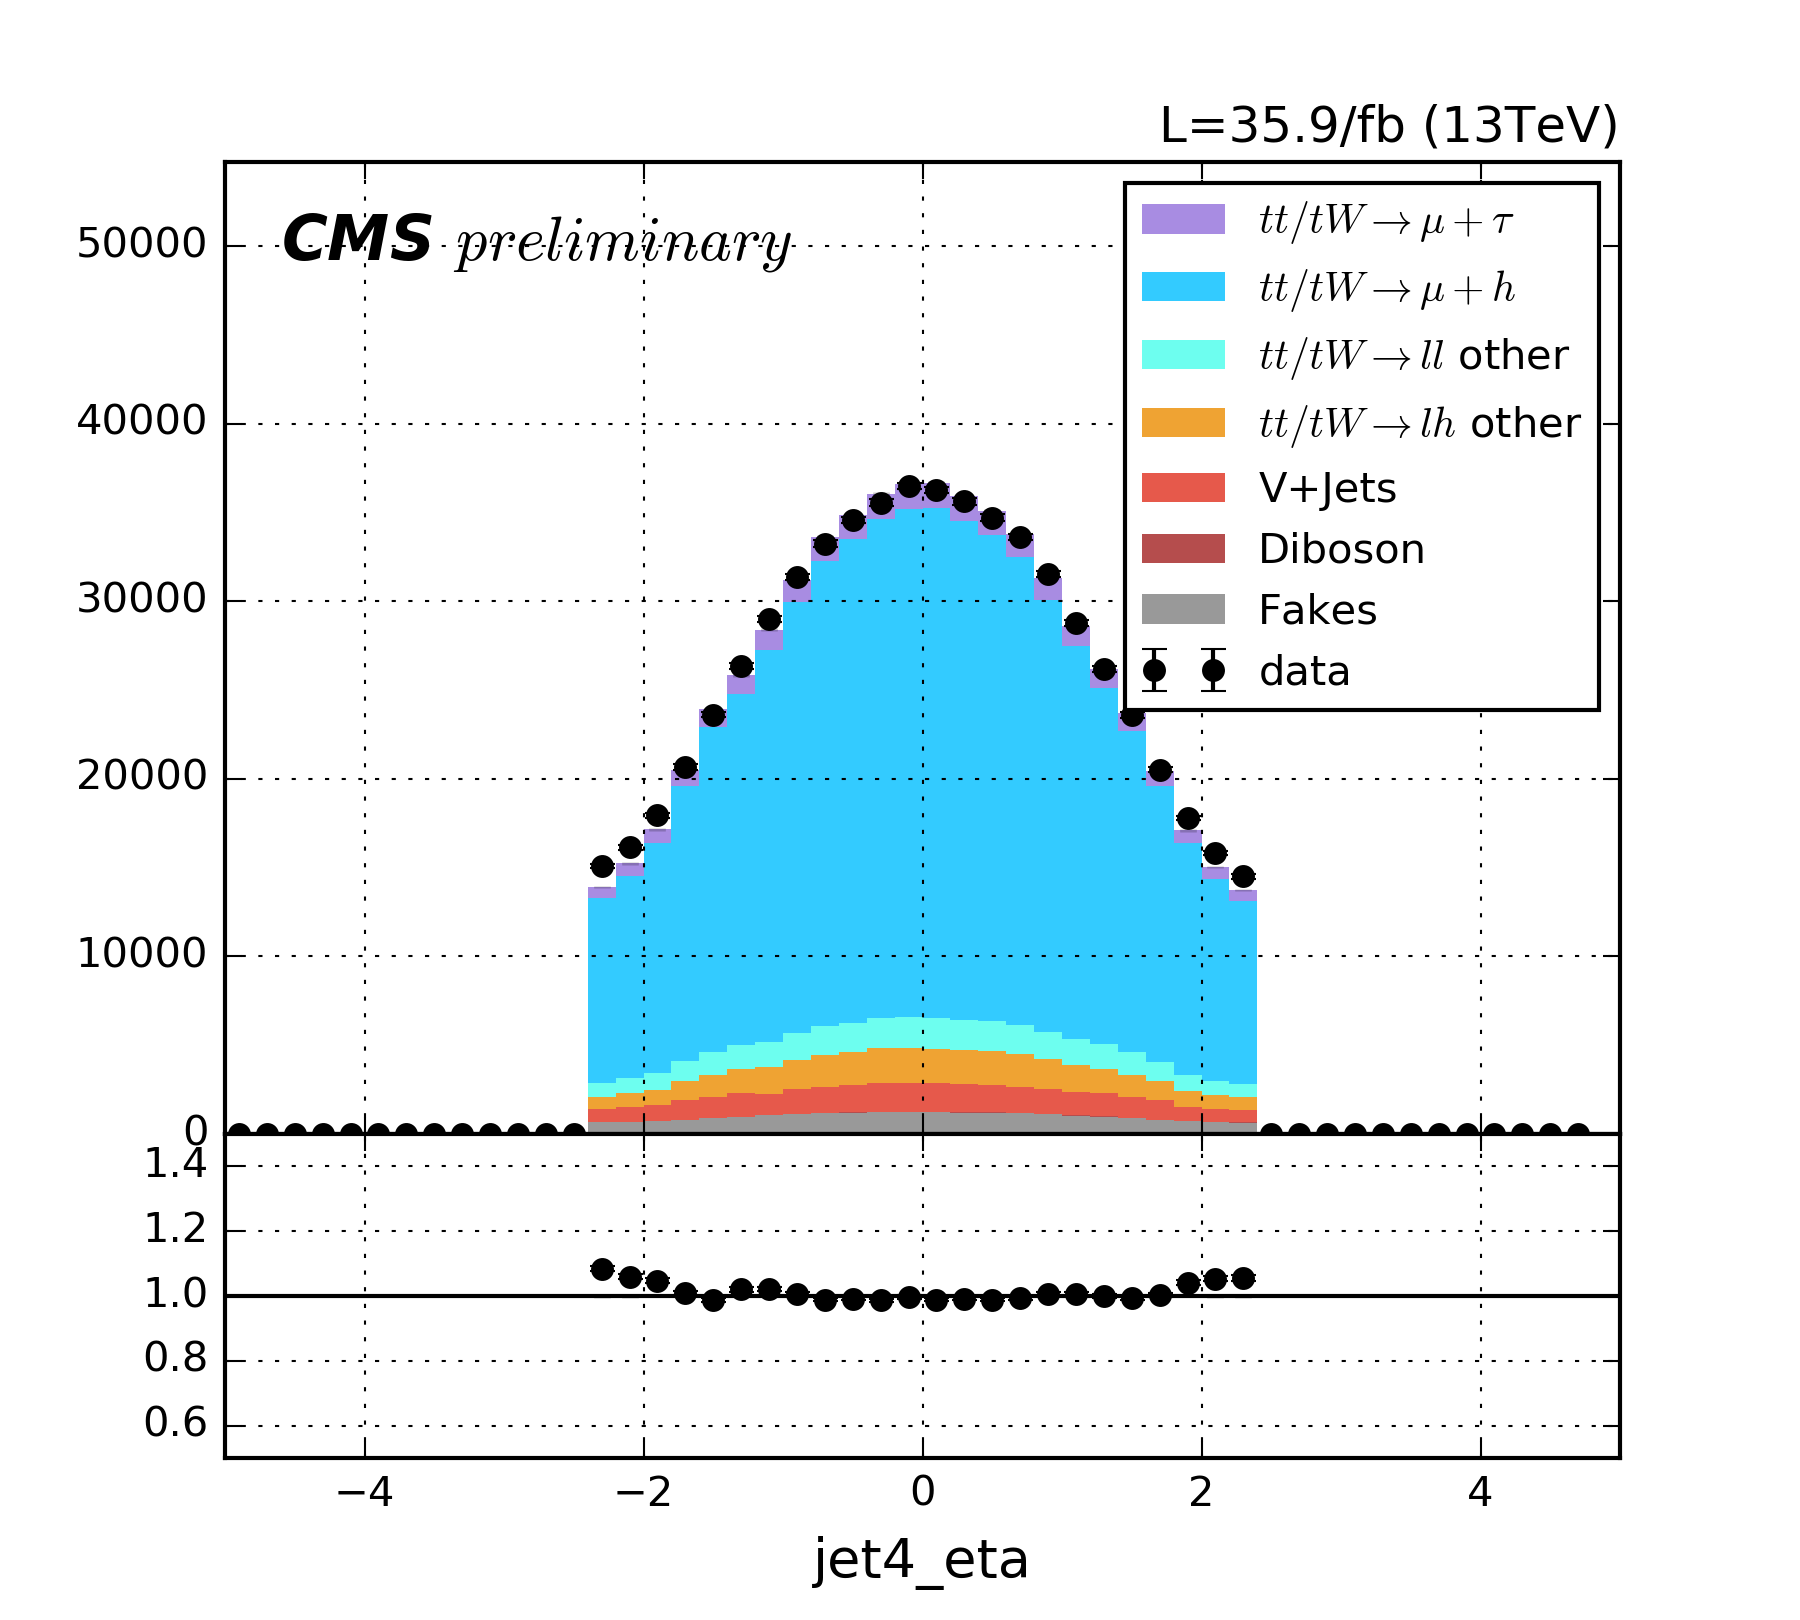 L=35.9/fb (13TeV)
CMS preliminary
tt/tW→μ+τ
tt/tW→μ+h
tt/tW→ll other
tt/tW→lh other
V+Jets
Diboson
Fakes
data
50000
40000
30000
20000
10000
0
1.4
1.2
1.0
0.8
0.6
−4 −2 0 2 4
jet4_eta